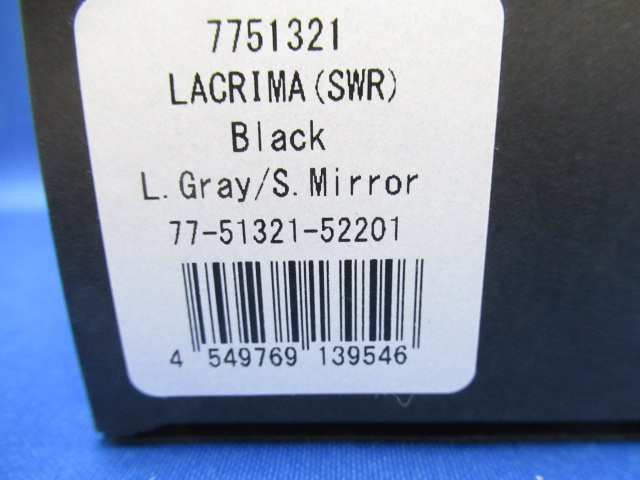 7751321
LACRIMA(SWR)
Black
L.Gray/S.Mirror
77-51321-52201
4 549769 139546